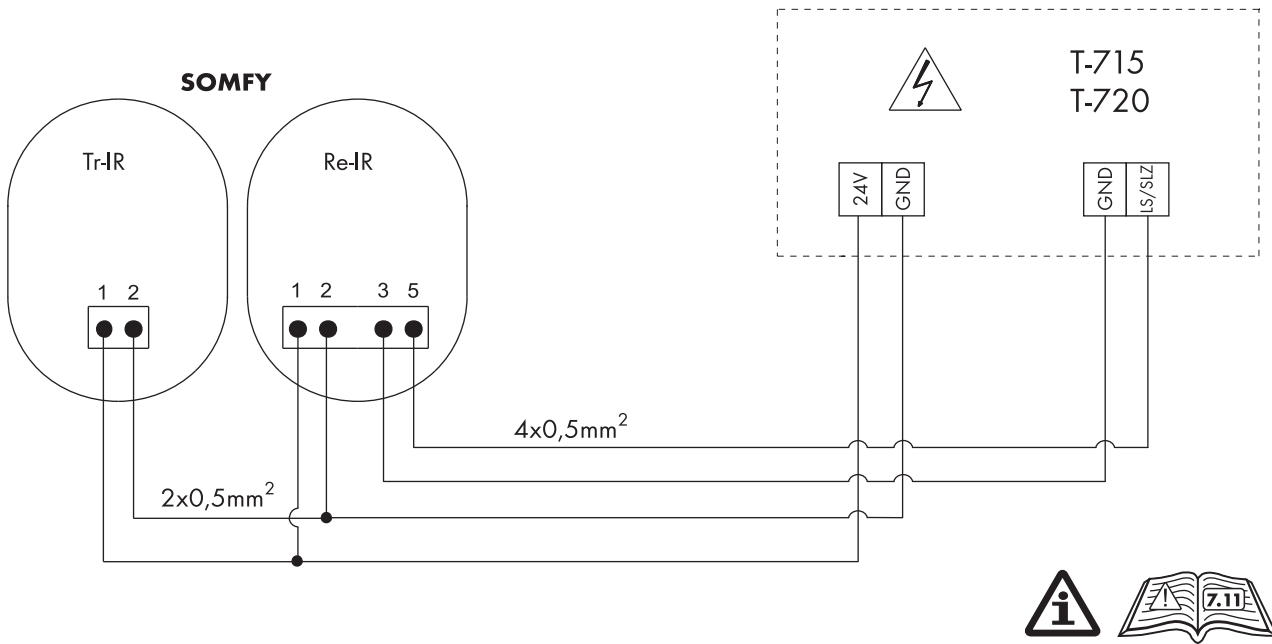 SOMFY
T-715
T-720
Tr-IR
Re-IR
24V
GND
GND
LS/SLZ
1 2
1 2 3 5
4x0,5mm²
2x0,5mm²
i
! 7.11